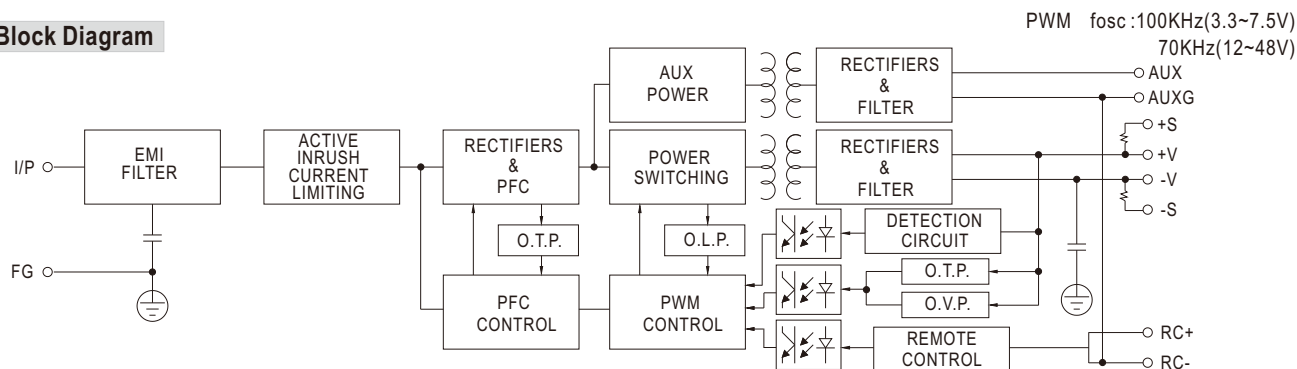 Block Diagram
PWM fosc :100KHz(3.3~7.5V)
70KHz(12~48V)
I/P
FG
EMI
FILTER
ACTIVE
INRUSH
CURRENT
LIMITING
RECTIFIERS
&
PFC
O.T.P.
PFC
CONTROL
AUX
POWER
POWER
SWITCHING
O.L.P.
PWM
CONTROL
RECTIFIERS
&
FILTER
RECTIFIERS
&
FILTER
DETECTION
CIRCUIT
O.T.P.
O.V.P.
REMOTE
CONTROL
AUX
AUXG
+S
+V
-V
-S
RC+
RC-